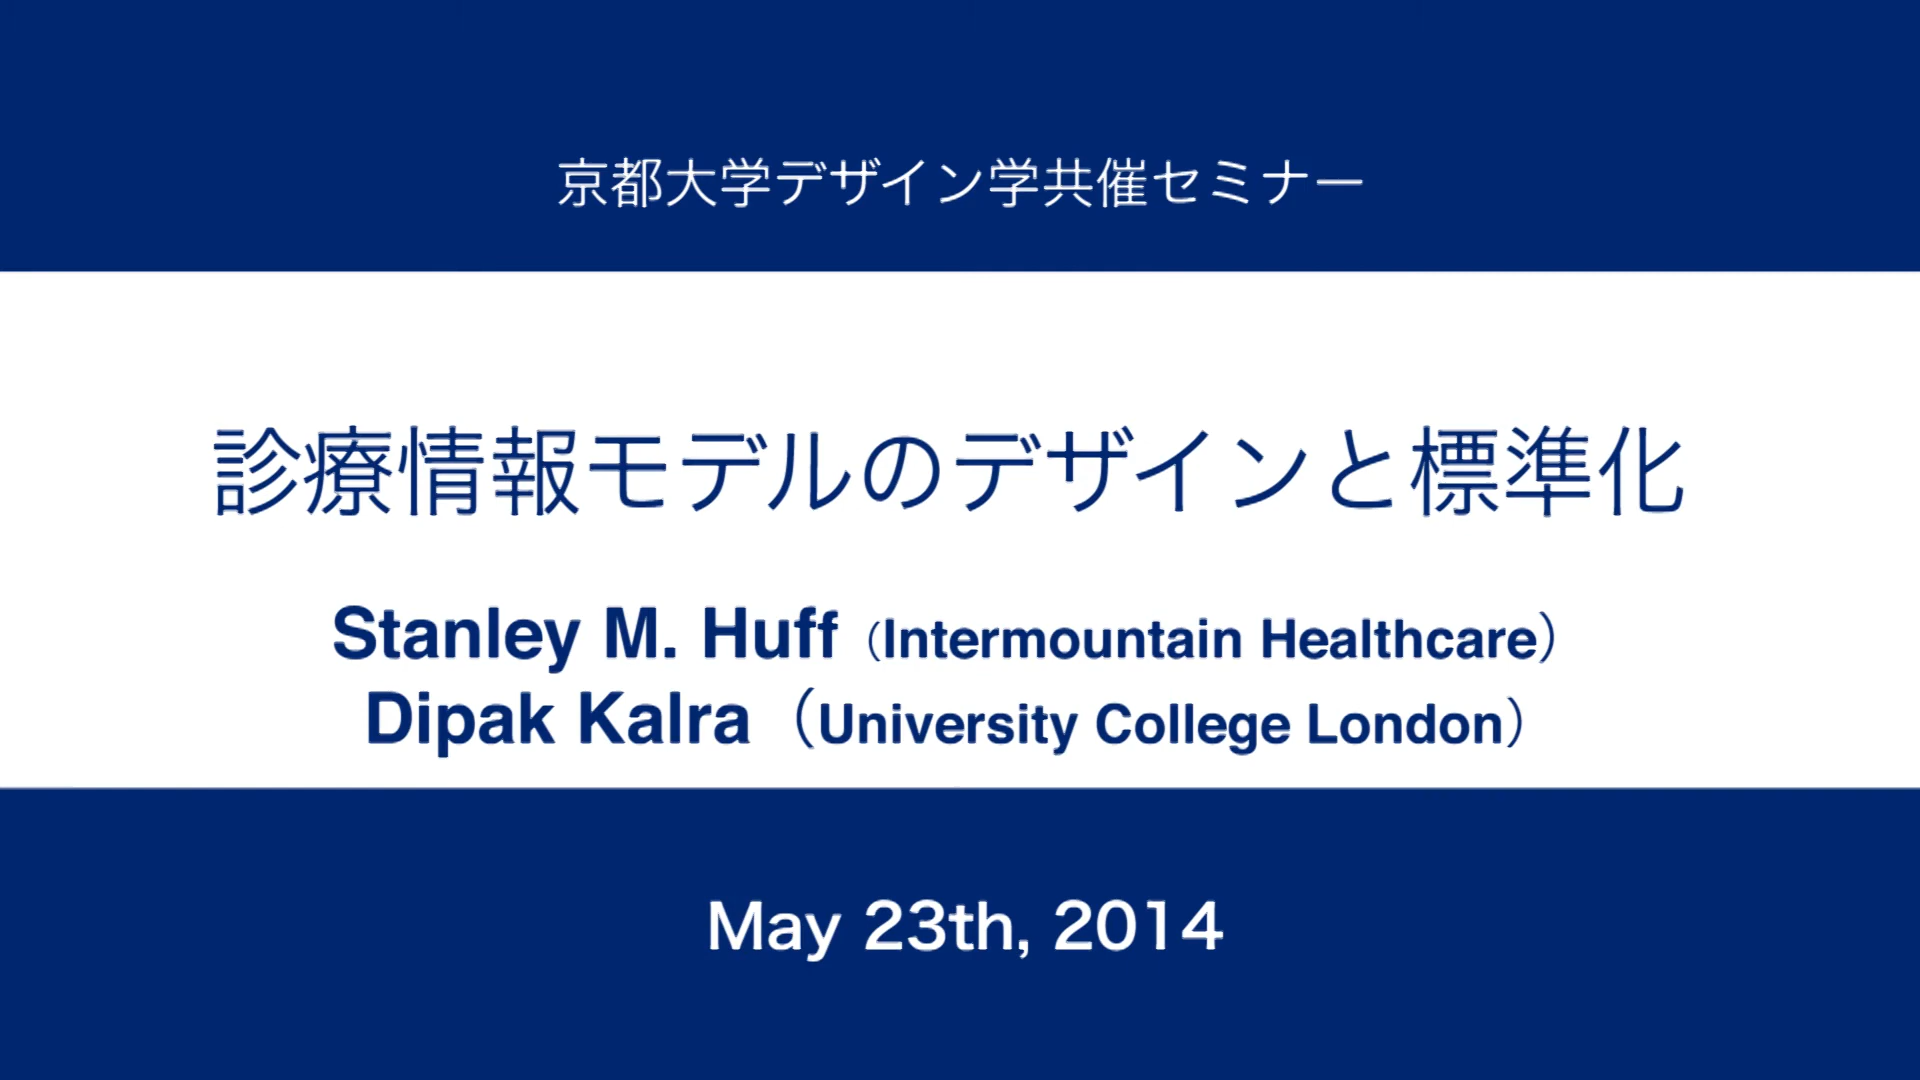 京都大学デザイン学共催セミナー
診療情報モデルのデザインと標準化
Stanley M. Huff (Intermountain Healthcare）
Dipak Kalra（University College London）
May 23th, 2014